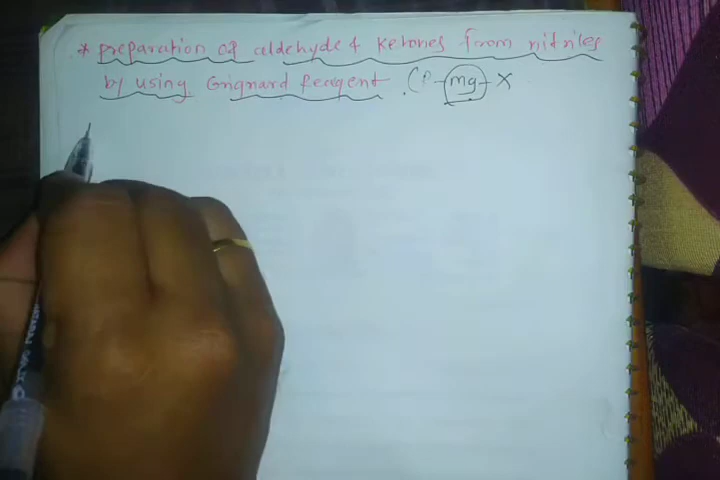 * preparation of aldehyde & ketones from nitriles
by using Grignard Reagent (R-mg-X